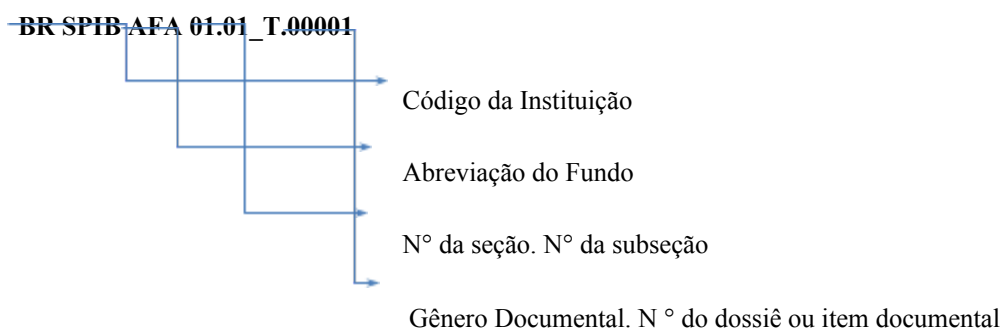 BR SPIB AFA 01.01_T.00001
Código da Instituição
Abreviação do Fundo
N° da seção. N° da subseção
Gênero Documental. N ° do dossiê ou item documental